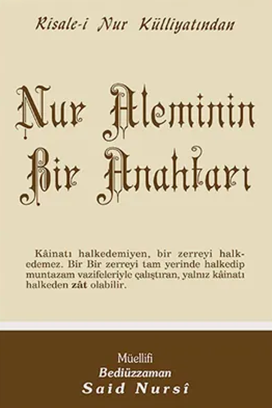 Risale-i Nur Külliyatından
Nur Aleminin
Bir Anahtarı
Kâinatı halkedemiyen, bir zerreyi halk-
edemez. Bir Bir zerreyi tam yerinde halkedip
muntazam vazifeleriyle çalıştıran, yalnız kâinatı
halkeden zât olabilir.
Müellifi
Bediüzzaman
Said Nursî